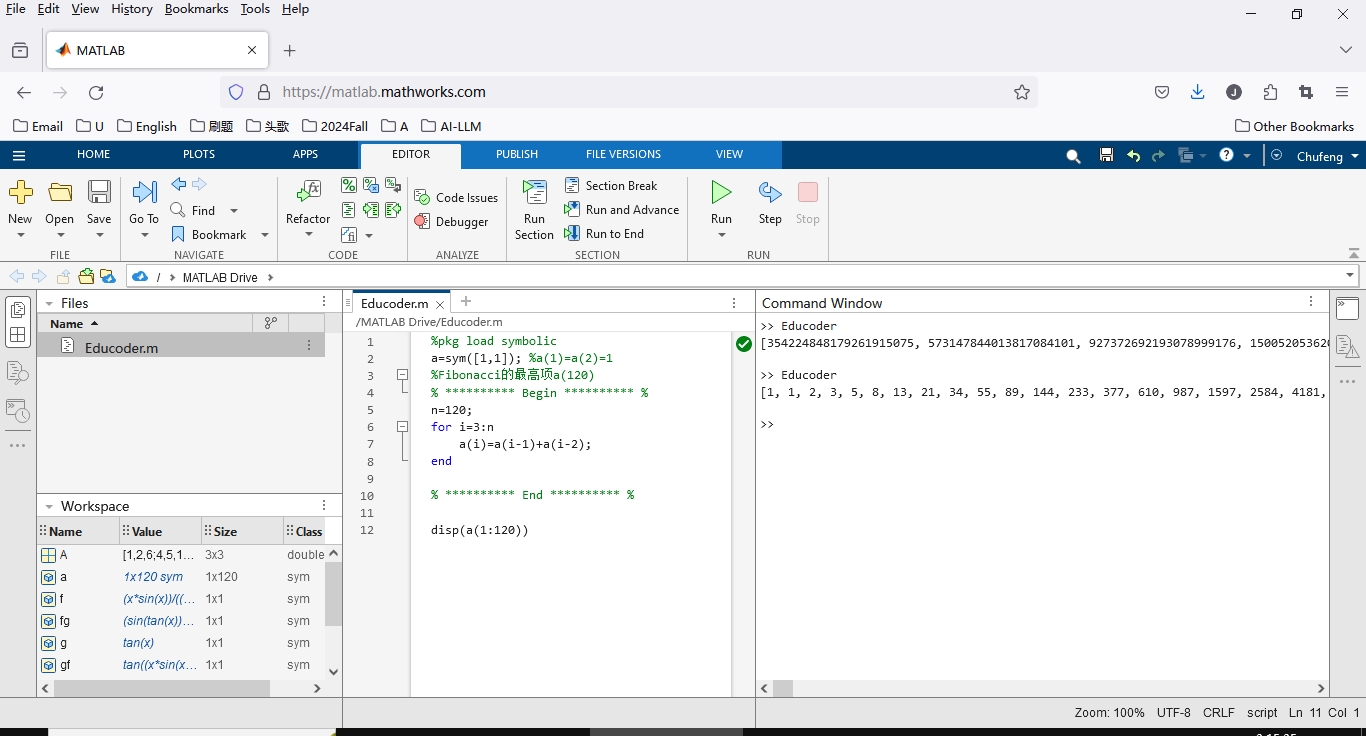 File Edit View History Bookmarks Tools Help
MATLAB
https://matlab.mathworks.com
Email U English 刷题 头歌 2024Fall A AI-LLM Other Bookmarks
HOME PLOTS APPS EDITOR PUBLISH FILE VERSIONS VIEW Chufeng
New Open Save Go To Find Bookmark Refactor Code Issues Debugger Run Section Section Break Run and Advance Run to End Run Step Stop
FILE NAVIGATE CODE ANALYZE SECTION RUN
/ MATLAB Drive
Files
Name
Educoder.m
Workspace
Name Value Size Class
A [1,2,6;4,5,1... 3x3 double
a 1x120 sym 1x120 sym
f (x*sin(x))/((... 1x1 sym
fg (sin(tan(x))... 1x1 sym
g tan(x) 1x1 sym
gf tan((x*sin(x... 1x1 sym
Educoder.m
/MATLAB Drive/Educoder.m
1 %pkg load symbolic
2 a=sym([1,1]); %a(1)=a(2)=1
3 %Fibonacci的最高项a(120)
4 % ********** Begin ********** %
5 n=120;
6 for i=3:n
7 a(i)=a(i-1)+a(i-2);
8 end
9
10 % ********** End ********** %
11
12 disp(a(1:120))
Command Window
>> Educoder
[354224848179261915075, 573147844013817084101, 927372692193078999176, 15005205362
>> Educoder
[1, 1, 2, 3, 5, 8, 13, 21, 34, 55, 89, 144, 233, 377, 610, 987, 1597, 2584, 4181,
>>
Zoom: 100% UTF-8 CRLF script Ln 11 Col 1